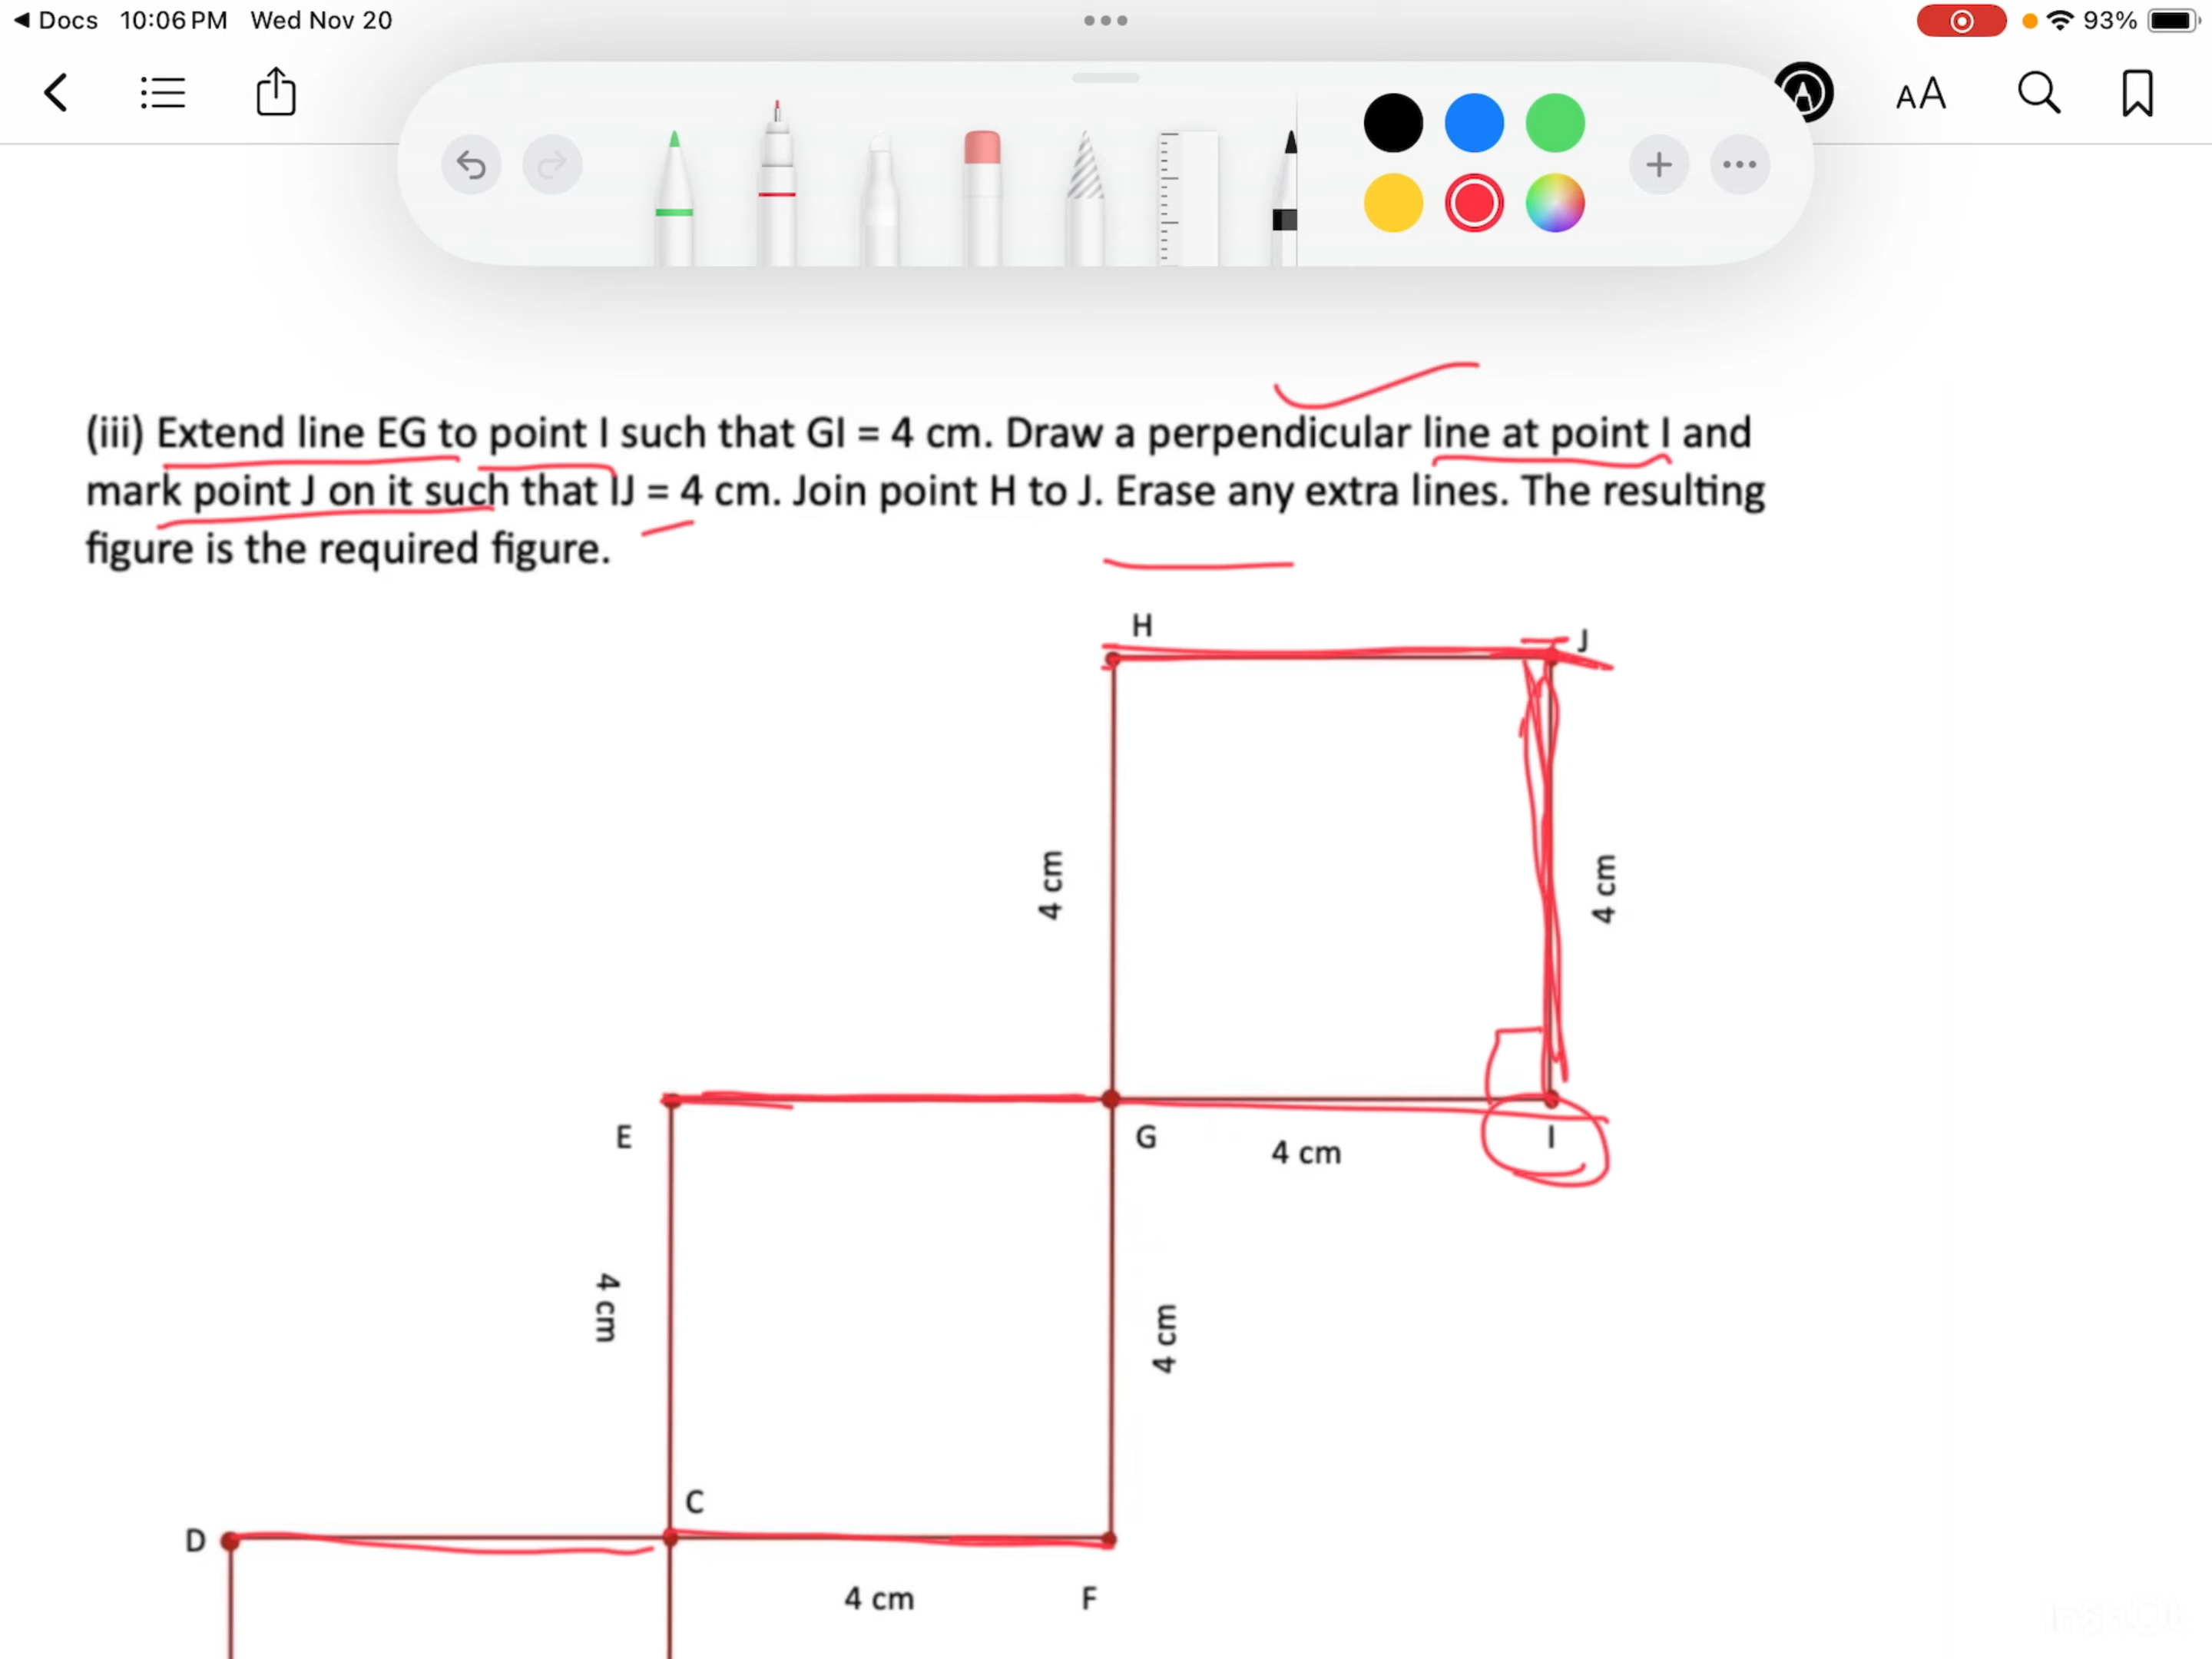 Docs 10:06 PM Wed Nov 20
93%
AA
(iii) Extend line EG to point I such that GI = 4 cm. Draw a perpendicular line at point I and
mark point J on it such that IJ = 4 cm. Join point H to J. Erase any extra lines. The resulting
figure is the required figure.
H
J
4 cm
4 cm
E
G
I
4 cm
4 cm
4 cm
C
D
4 cm
F